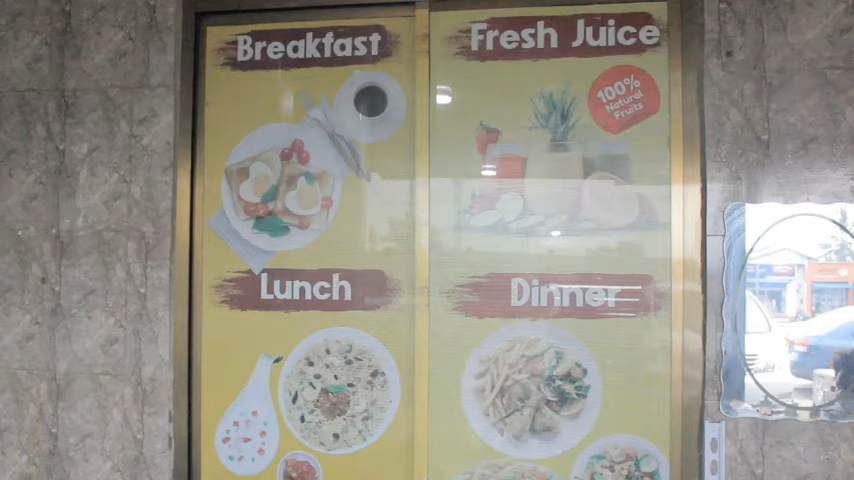 Breakfast
Fresh Juice
100%
Natural
Fruits
Lunch
Dinner